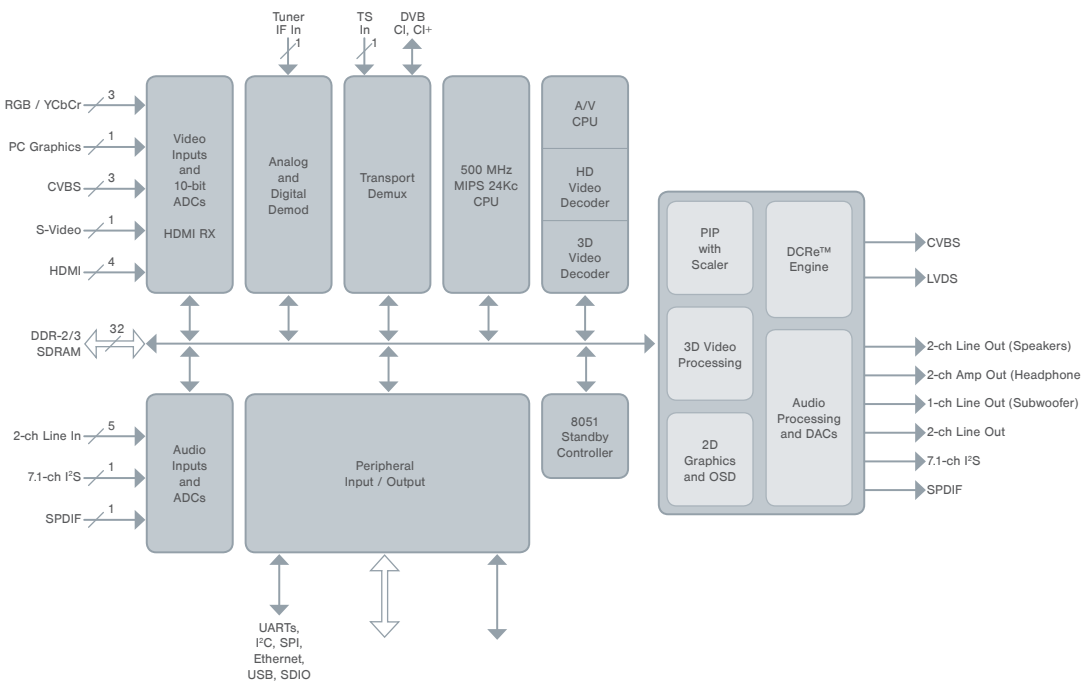 Tuner
IF In
1
TS
In
1
DVB
CI, CI+
RGB / YCbCr
3
PC Graphics
1
CVBS
3
S-Video
1
HDMI
4
Video
Inputs
and
10-bit
ADCs
HDMI RX
Analog
and
Digital
Demod
Transport
Demux
500 MHz
MIPS 24Kc
CPU
A/V
CPU
HD
Video
Decoder
3D
Video
Decoder
DDR-2/3
SDRAM
32
PIP
with
Scaler
DCRe™
Engine
3D Video
Processing
2D
Graphics
and OSD
Audio
Processing
and DACs
CVBS
LVDS
2-ch Line Out (Speakers)
2-ch Amp Out (Headphone
1-ch Line Out (Subwoofer)
2-ch Line Out
7.1-ch I²S
SPDIF
2-ch Line In
5
7.1-ch I²S
1
SPDIF
1
Audio
Inputs
and
ADCs
Peripheral
Input / Output
8051
Standby
Controller
UARTs,
I²C, SPI,
Ethernet,
USB, SDIO